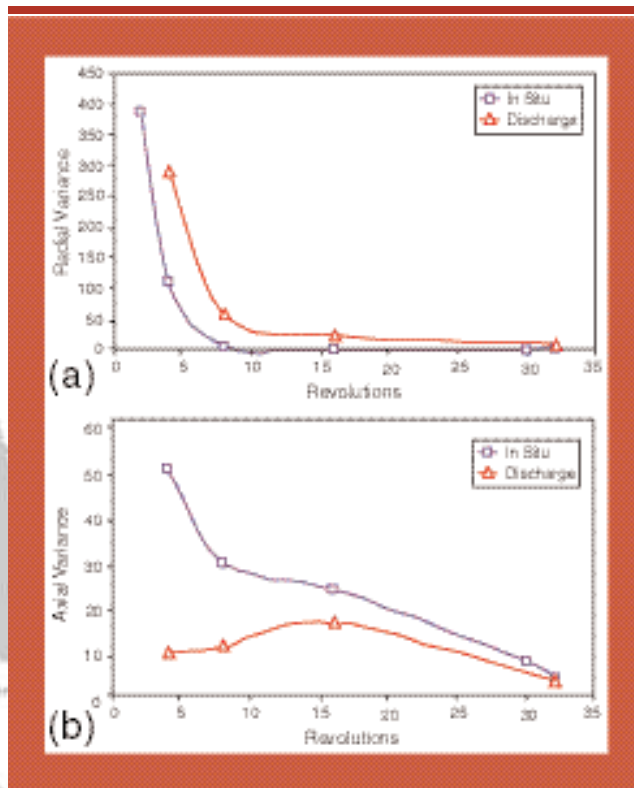 450
400
350
300
250
200
150
100
50
0
Radial Variance
In Situ
Discharge
0 5 10 15 20 25 30 35
Revolutions
(a)
60
50
40
30
20
10
0
Axial Variance
In Situ
Discharge
0 5 10 15 20 25 30 35
Revolutions
(b)